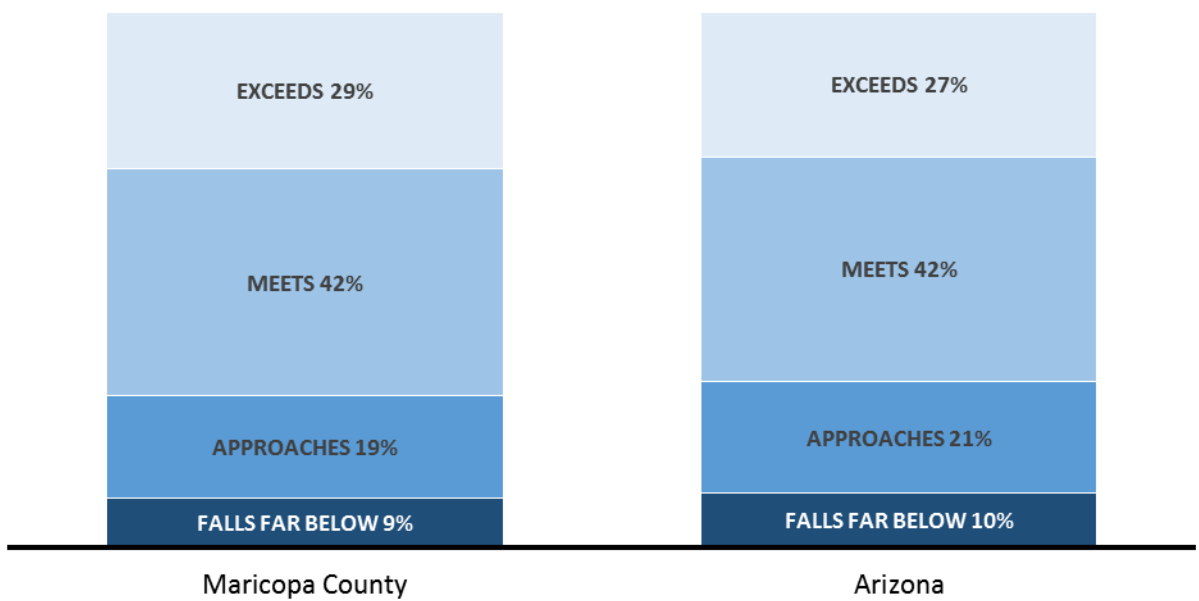 EXCEEDS 29%
EXCEEDS 27%
MEETS 42%
MEETS 42%
APPROACHES 19%
APPROACHES 21%
FALLS FAR BELOW 9%
FALLS FAR BELOW 10%
Maricopa County
Arizona